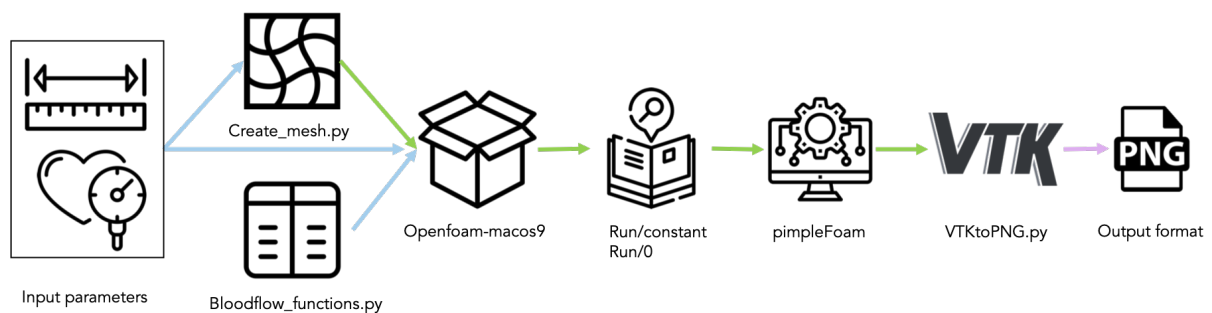 Create_mesh.py
Input parameters
Bloodflow_functions.py
Openfoam-macos9
Run/constant
Run/0
pimpleFoam
VTK
VTKtoPNG.py
PNG
Output format